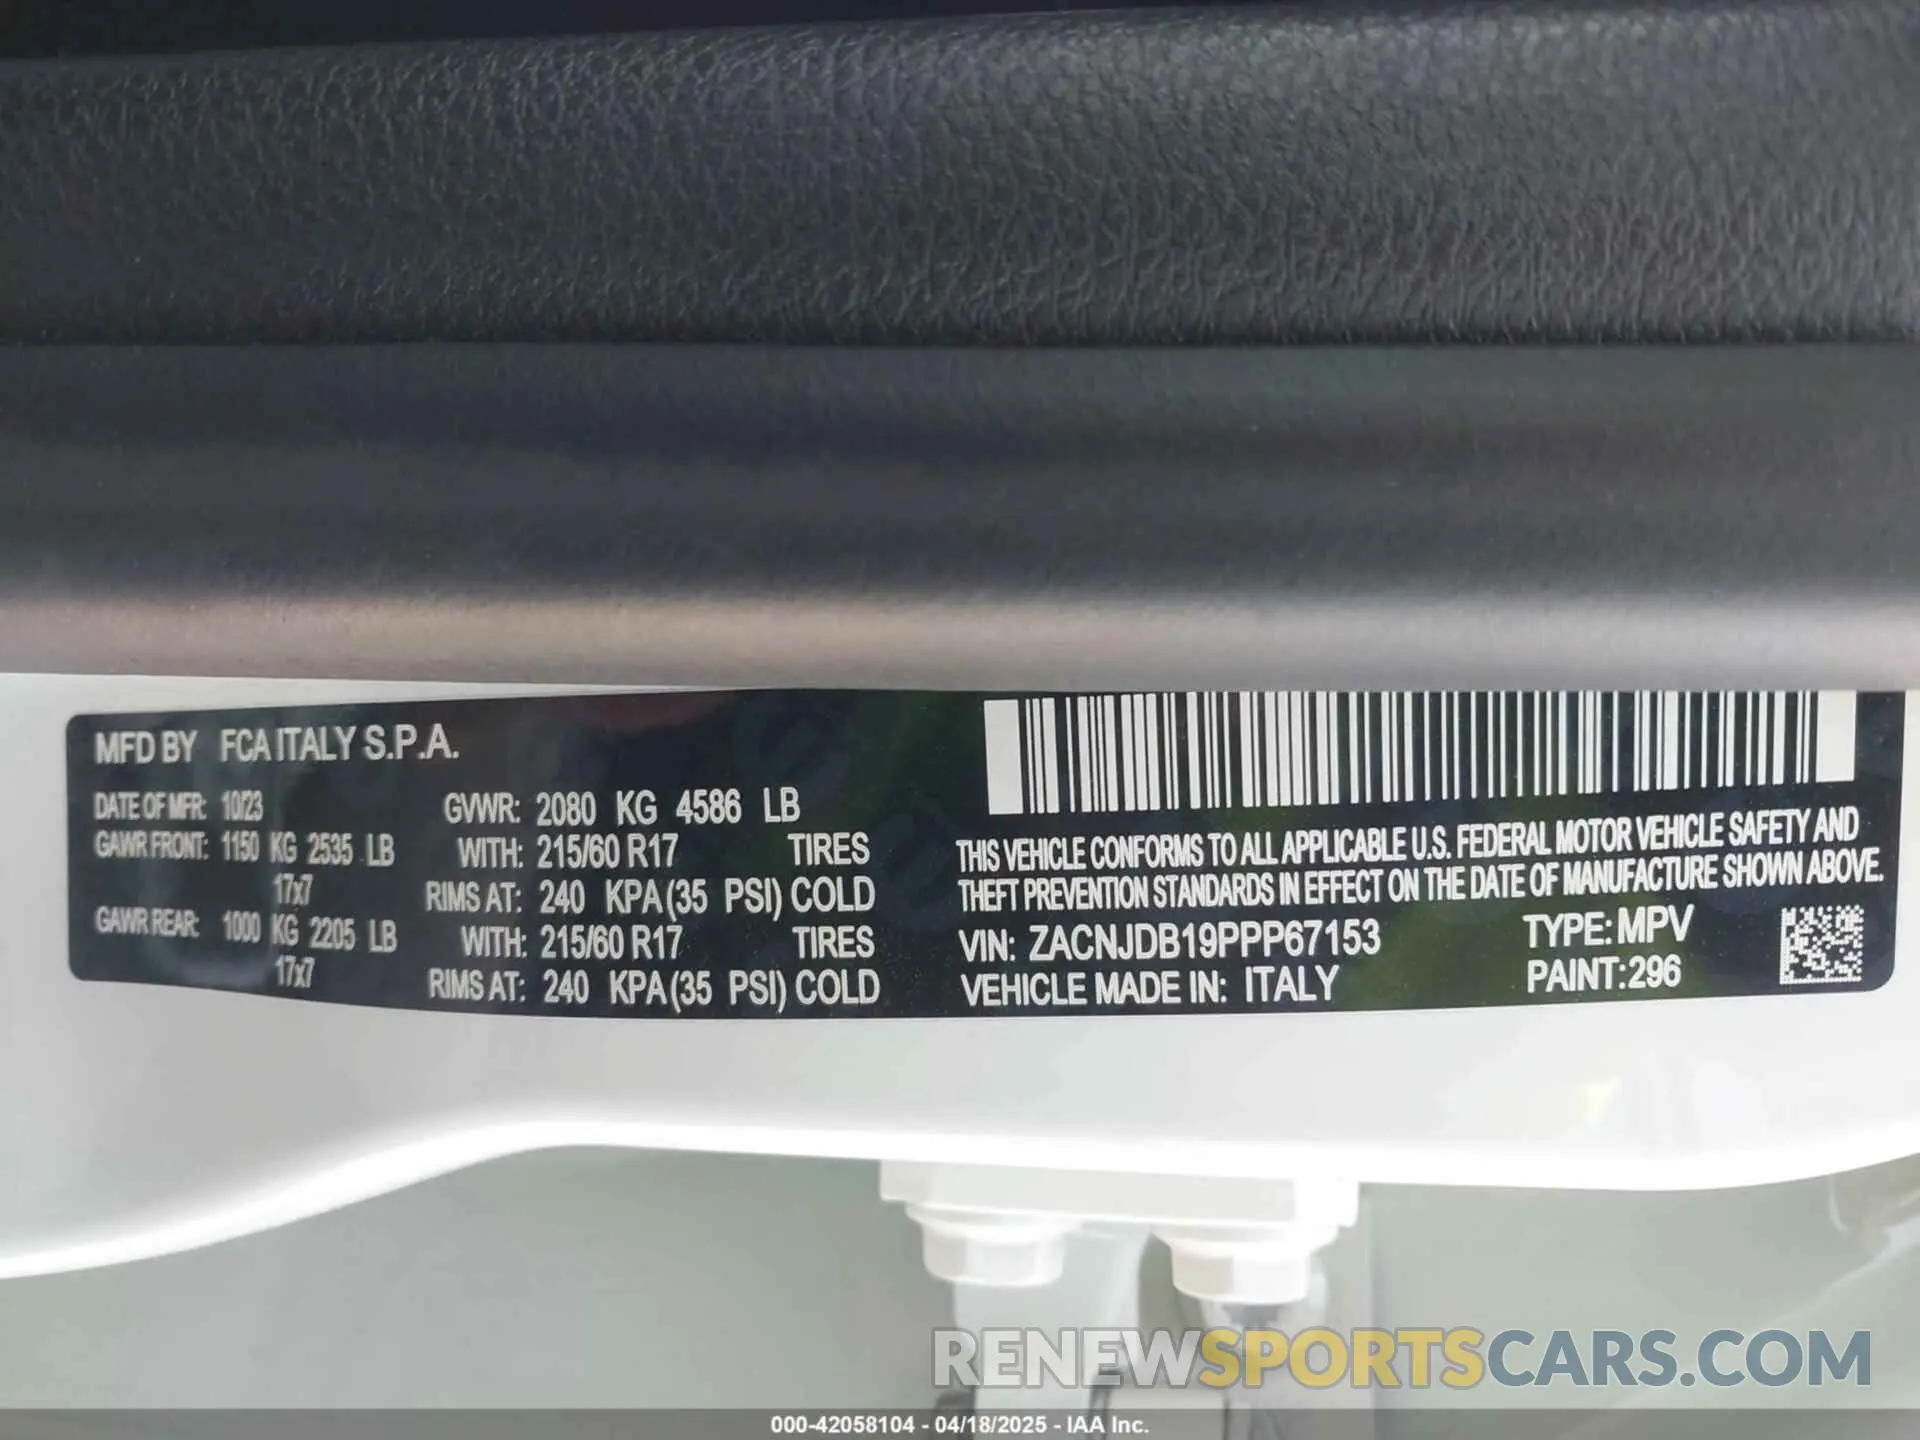 MFD BY FCA ITALY S.P.A.
DATE OF MFR: 10/23 GVWR: 2080 KG 4586 LB
GAWR FRONT: 1150 KG 2535 LB WITH: 215/60 R17 TIRES
17x7 RIMS AT: 240 KPA (35 PSI) COLD
GAWR REAR: 1000 KG 2205 LB WITH: 215/60 R17 TIRES
17x7 RIMS AT: 240 KPA (35 PSI) COLD
THIS VEHICLE CONFORMS TO ALL APPLICABLE U.S. FEDERAL MOTOR VEHICLE SAFETY AND
THEFT PREVENTION STANDARDS IN EFFECT ON THE DATE OF MANUFACTURE SHOWN ABOVE.
VIN: ZACNJDB19PPP67153 TYPE: MPV
VEHICLE MADE IN: ITALY PAINT: 296
RENEWSPORTSCARS.COM
000-42058104 - 04/18/2025 - IAA Inc.